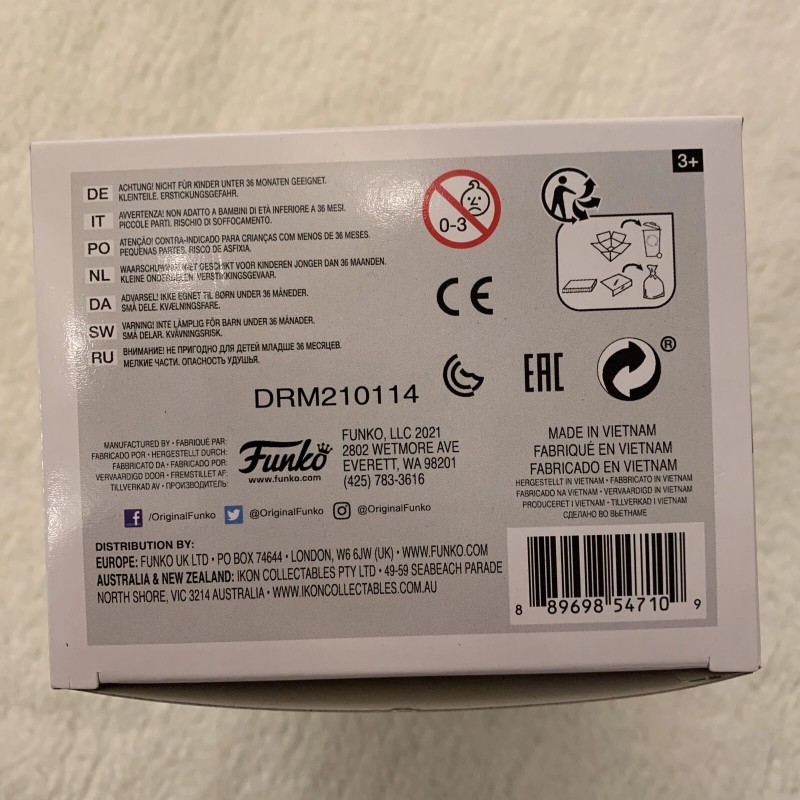 3+
DE ACHTUNG! NICHT FÜR KINDER UNTER 36 MONATEN GEEIGNET.
KLEINTEILE. ERSTICKUNGSGEFAHR.
IT AVVERTENZA! NON ADATTO A BAMBINI DI ETÀ INFERIORE A 36 MESI.
PICCOLE PARTI. RISCHIO DI SOFFOCAMENTO.
PO ATENÇÃO! CONTRA-INDICADO PARA CRIANÇAS COM MENOS DE 36 MESES.
PEQUENAS PARTES. RISCO DE ASFIXIA.
NL WAARSCHUWING! NIET GESCHIKT VOOR KINDEREN JONGER DAN 36 MAANDEN.
KLEINE ONDERDELEN. VERSTIKKINGSGEVAAR.
DA ADVARSEL! IKKE EGNET TIL BØRN UNDER 36 MÅNEDER.
SMÅ DELE. KVÆLNINGSFARE.
SW VARNING! INTE LÄMPLIG FÖR BARN UNDER 36 MÅNADER.
SMÅ DELAR. KVÄVNINGSRISK.
RU ВНИМАНИЕ! НЕ ПРИГОДНО ДЛЯ ДЕТЕЙ МЛАДШЕ 36 МЕСЯЦЕВ.
МЕЛКИЕ ЧАСТИ. ОПАСНОСТЬ УДУШЬЯ.
0-3
CE
EAC
®
DRM210114
MANUFACTURED BY • FABRIQUÉ PAR:
FABRICADO POR • HERGESTELLT DURCH:
FABBRICATO DA • FABRICADO POR:
VERVAARDIGD DOOR • FREMSTILLET AF:
TILLVERKAD AV • ПРОИЗВОДИТЕЛЬ:
Funko
www.funko.com
FUNKO, LLC 2021
2802 WETMORE AVE
EVERETT, WA 98201
(425) 783-3616
MADE IN VIETNAM
FABRIQUÉ EN VIETNAM
FABRICADO EN VIETNAM
HERGESTELLT IN VIETNAM • FABBRICATO IN VIETNAM
FABRICADO NA VIETNAM • VERVAARDIGD IN VIETNAM
PRODUCERET I VIETNAM • TILLVERKAD I VIETNAM
СДЕЛАНО ВО ВЬЕТНАМЕ
f /OriginalFunko @OriginalFunko @OriginalFunko
DISTRIBUTION BY:
EUROPE: FUNKO UK LTD • PO BOX 74644 • LONDON, W6 6JW (UK) • WWW.FUNKO.COM
AUSTRALIA & NEW ZEALAND: IKON COLLECTABLES PTY LTD • 49-59 SEABEACH PARADE
NORTH SHORE, VIC 3214 AUSTRALIA • WWW.IKONCOLLECTABLES.COM.AU
8 89698 54710 9